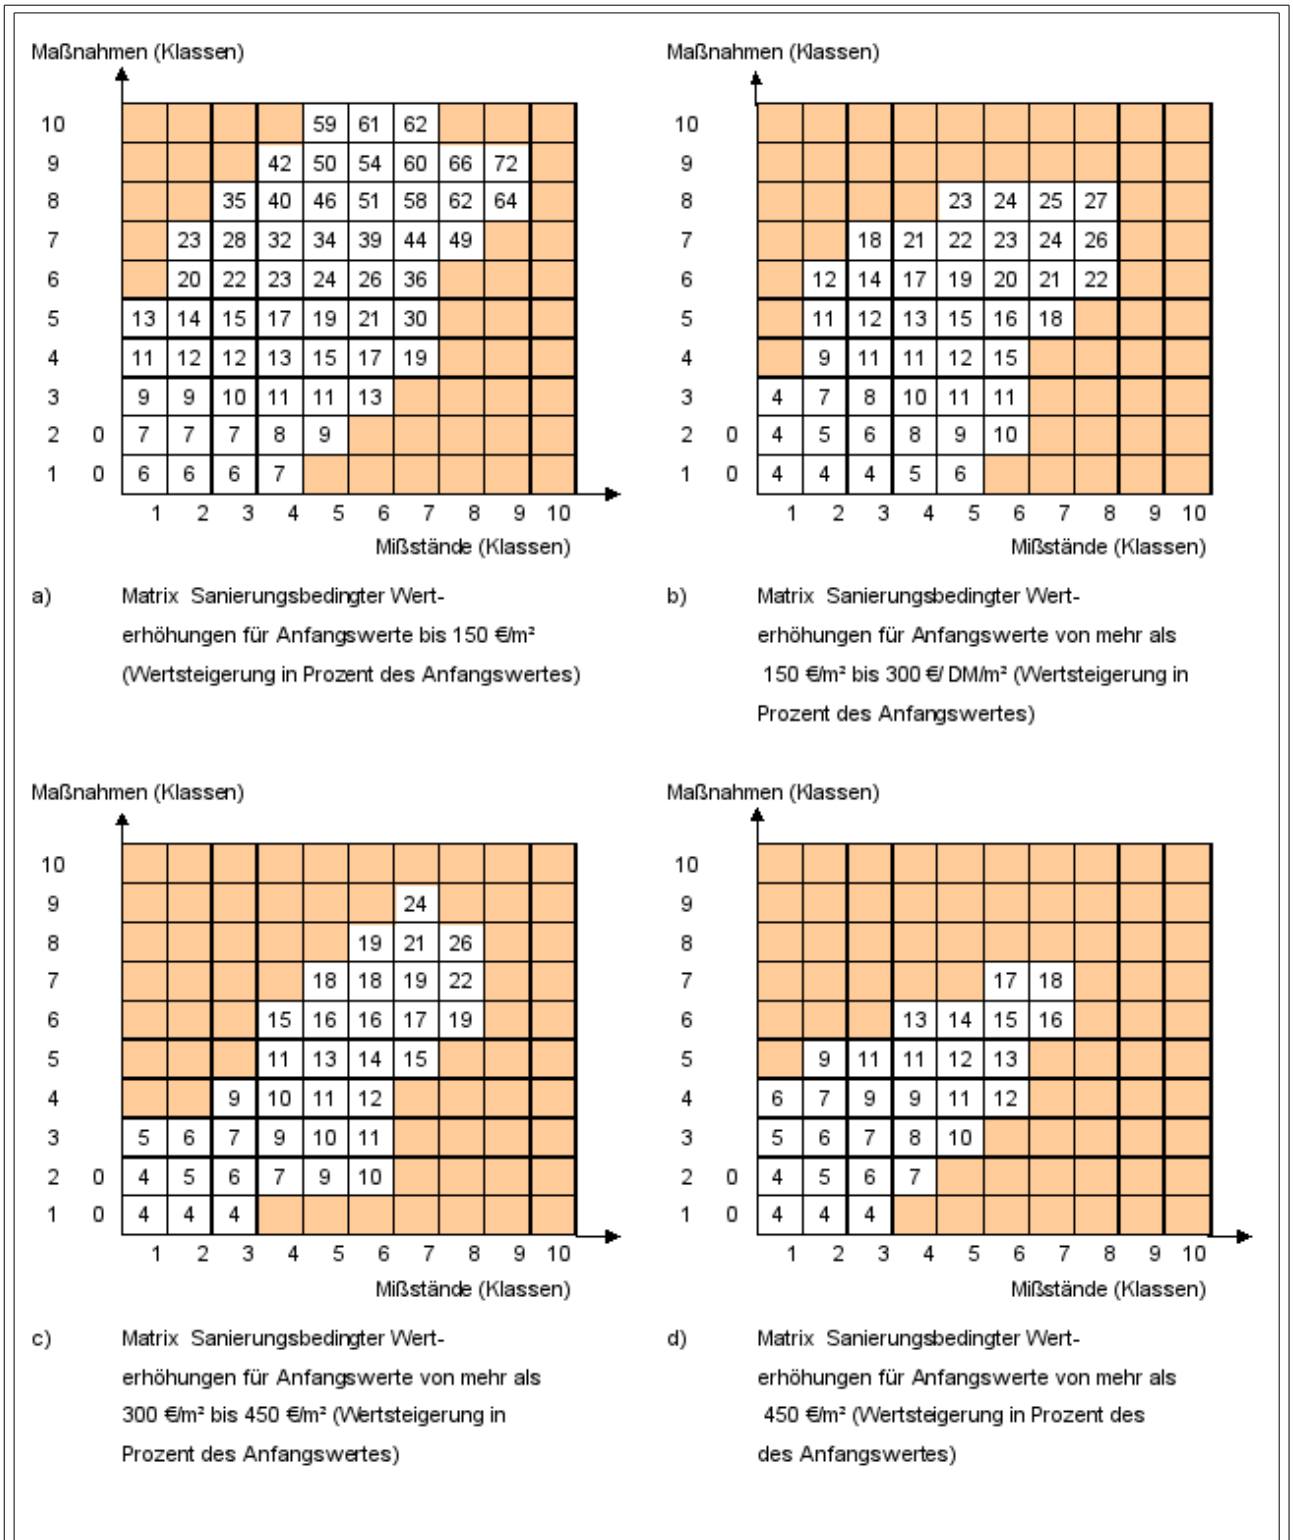 Maßnahmen (Klassen)
10 59 61 62
9 42 50 54 60 66 72
8 35 40 46 51 58 62 64
7 23 28 32 34 39 44 49
6 20 22 23 24 26 36
5 13 14 15 17 19 21 30
4 11 12 12 13 15 17 19
3 9 9 10 11 11 13
2 0 7 7 7 8 9
1 0 6 6 6 7
1 2 3 4 5 6 7 8 9 10
Mißstände (Klassen)
a) Matrix Sanierungsbedingter Wert-
erhöhungen für Anfangswerte bis 150 €/m²
(Wertsteigerung in Prozent des Anfangswertes)
Maßnahmen (Klassen)
10
9
8 23 24 25 27
7 18 21 22 23 24 26
6 12 14 17 19 20 21 22
5 11 12 13 15 16 18
4 9 11 11 12 15
3 4 7 8 10 11 11
2 0 4 5 6 8 9 10
1 0 4 4 4 5 6
1 2 3 4 5 6 7 8 9 10
Mißstände (Klassen)
b) Matrix Sanierungsbedingter Wert-
erhöhungen für Anfangswerte von mehr als
150 €/m² bis 300 €/ DM/m² (Wertsteigerung in
Prozent des Anfangswertes)
Maßnahmen (Klassen)
10
9 24
8 19 21 26
7 18 18 19 22
6 15 16 16 17 19
5 11 13 14 15
4 9 10 11 12
3 5 6 7 9 10 11
2 0 4 5 6 7 9 10
1 0 4 4 4
1 2 3 4 5 6 7 8 9 10
Mißstände (Klassen)
c) Matrix Sanierungsbedingter Wert-
erhöhungen für Anfangswerte von mehr als
300 €/m² bis 450 €/m² (Wertsteigerung in
Prozent des Anfangswertes)
Maßnahmen (Klassen)
10
9
8
7 17 18
6 13 14 15 16
5 9 11 11 12 13
4 6 7 9 9 11 12
3 5 6 7 8 10
2 0 4 5 6 7
1 0 4 4 4
1 2 3 4 5 6 7 8 9 10
Mißstände (Klassen)
d) Matrix Sanierungsbedingter Wert-
erhöhungen für Anfangswerte von mehr als
450 €/m² (Wertsteigerung in Prozent des
des Anfangswertes)